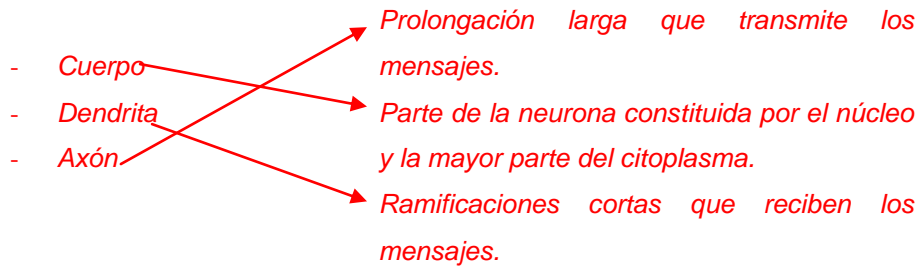 - Cuerpo
- Dendrita
- Axón
Prolongación larga que transmite los
mensajes.
Parte de la neurona constituida por el núcleo
y la mayor parte del citoplasma.
Ramificaciones cortas que reciben los
mensajes.